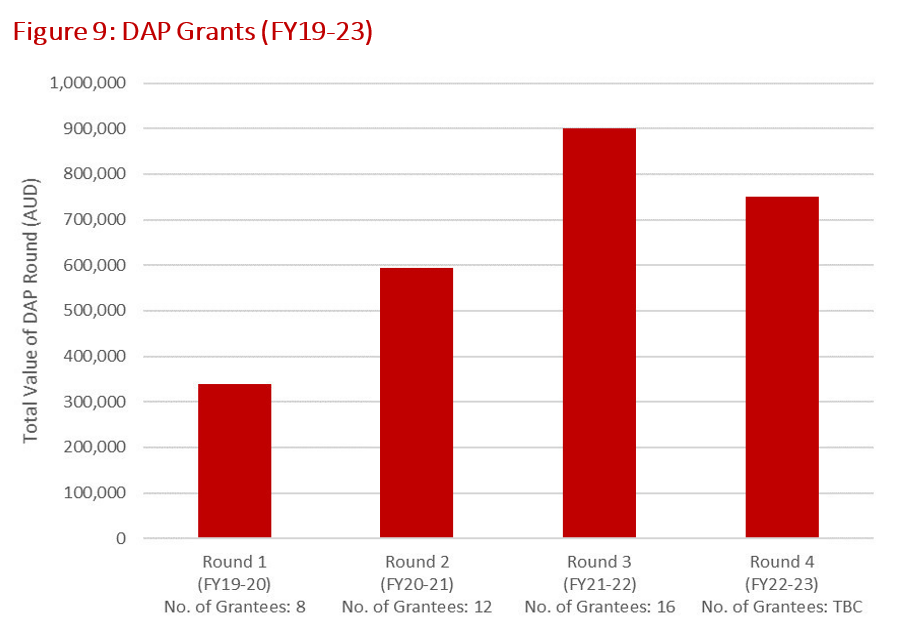 Figure 9: DAP Grants (FY19-23)
Total Value of DAP Round (AUD)
1,000,000
900,000
800,000
700,000
600,000
500,000
400,000
300,000
200,000
100,000
0
Round 1
(FY19-20)
No. of Grantees: 8
Round 2
(FY20-21)
No. of Grantees: 12
Round 3
(FY21-22)
No. of Grantees: 16
Round 4
(FY22-23)
No. of Grantees: TBC